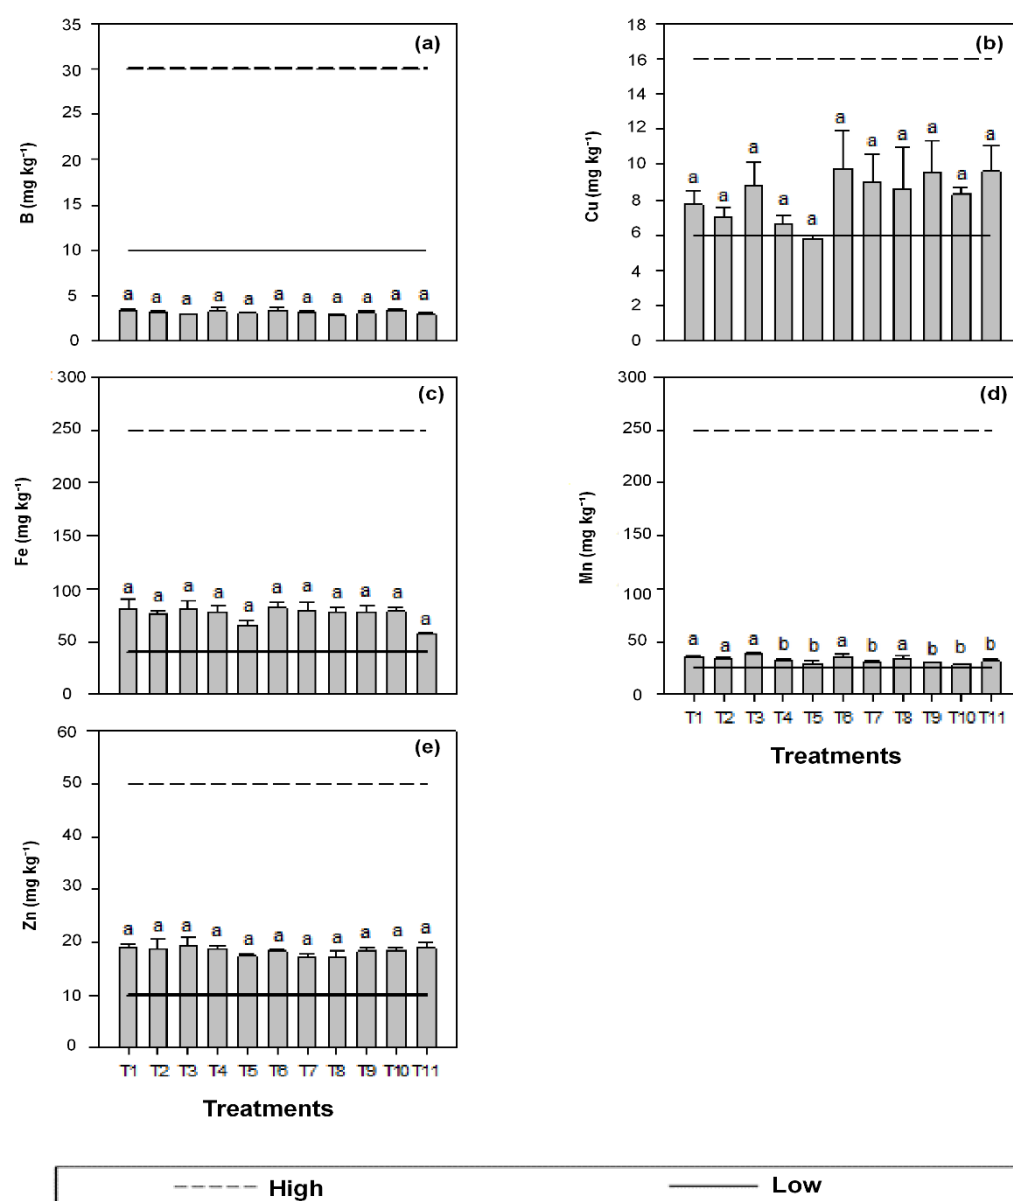 (a)
35
30
25
20
15
10
5
0
B (mg kg⁻¹)
a a a a a a a a a a a
(b)
18
16
14
12
10
8
6
4
2
0
Cu (mg kg⁻¹)
a a a a a a a a a a a
(c)
300
250
200
150
100
50
0
Fe (mg kg⁻¹)
a a a a a a a a a a a
(d)
300
250
200
150
100
50
0
Mn (mg kg⁻¹)
a a a b b a b a b b b
T1 T2 T3 T4 T5 T6 T7 T8 T9 T10 T11
Treatments
(e)
60
50
40
30
20
10
0
Zn (mg kg⁻¹)
a a a a a a a a a a a
T1 T2 T3 T4 T5 T6 T7 T8 T9 T10 T11
Treatments
High
Low